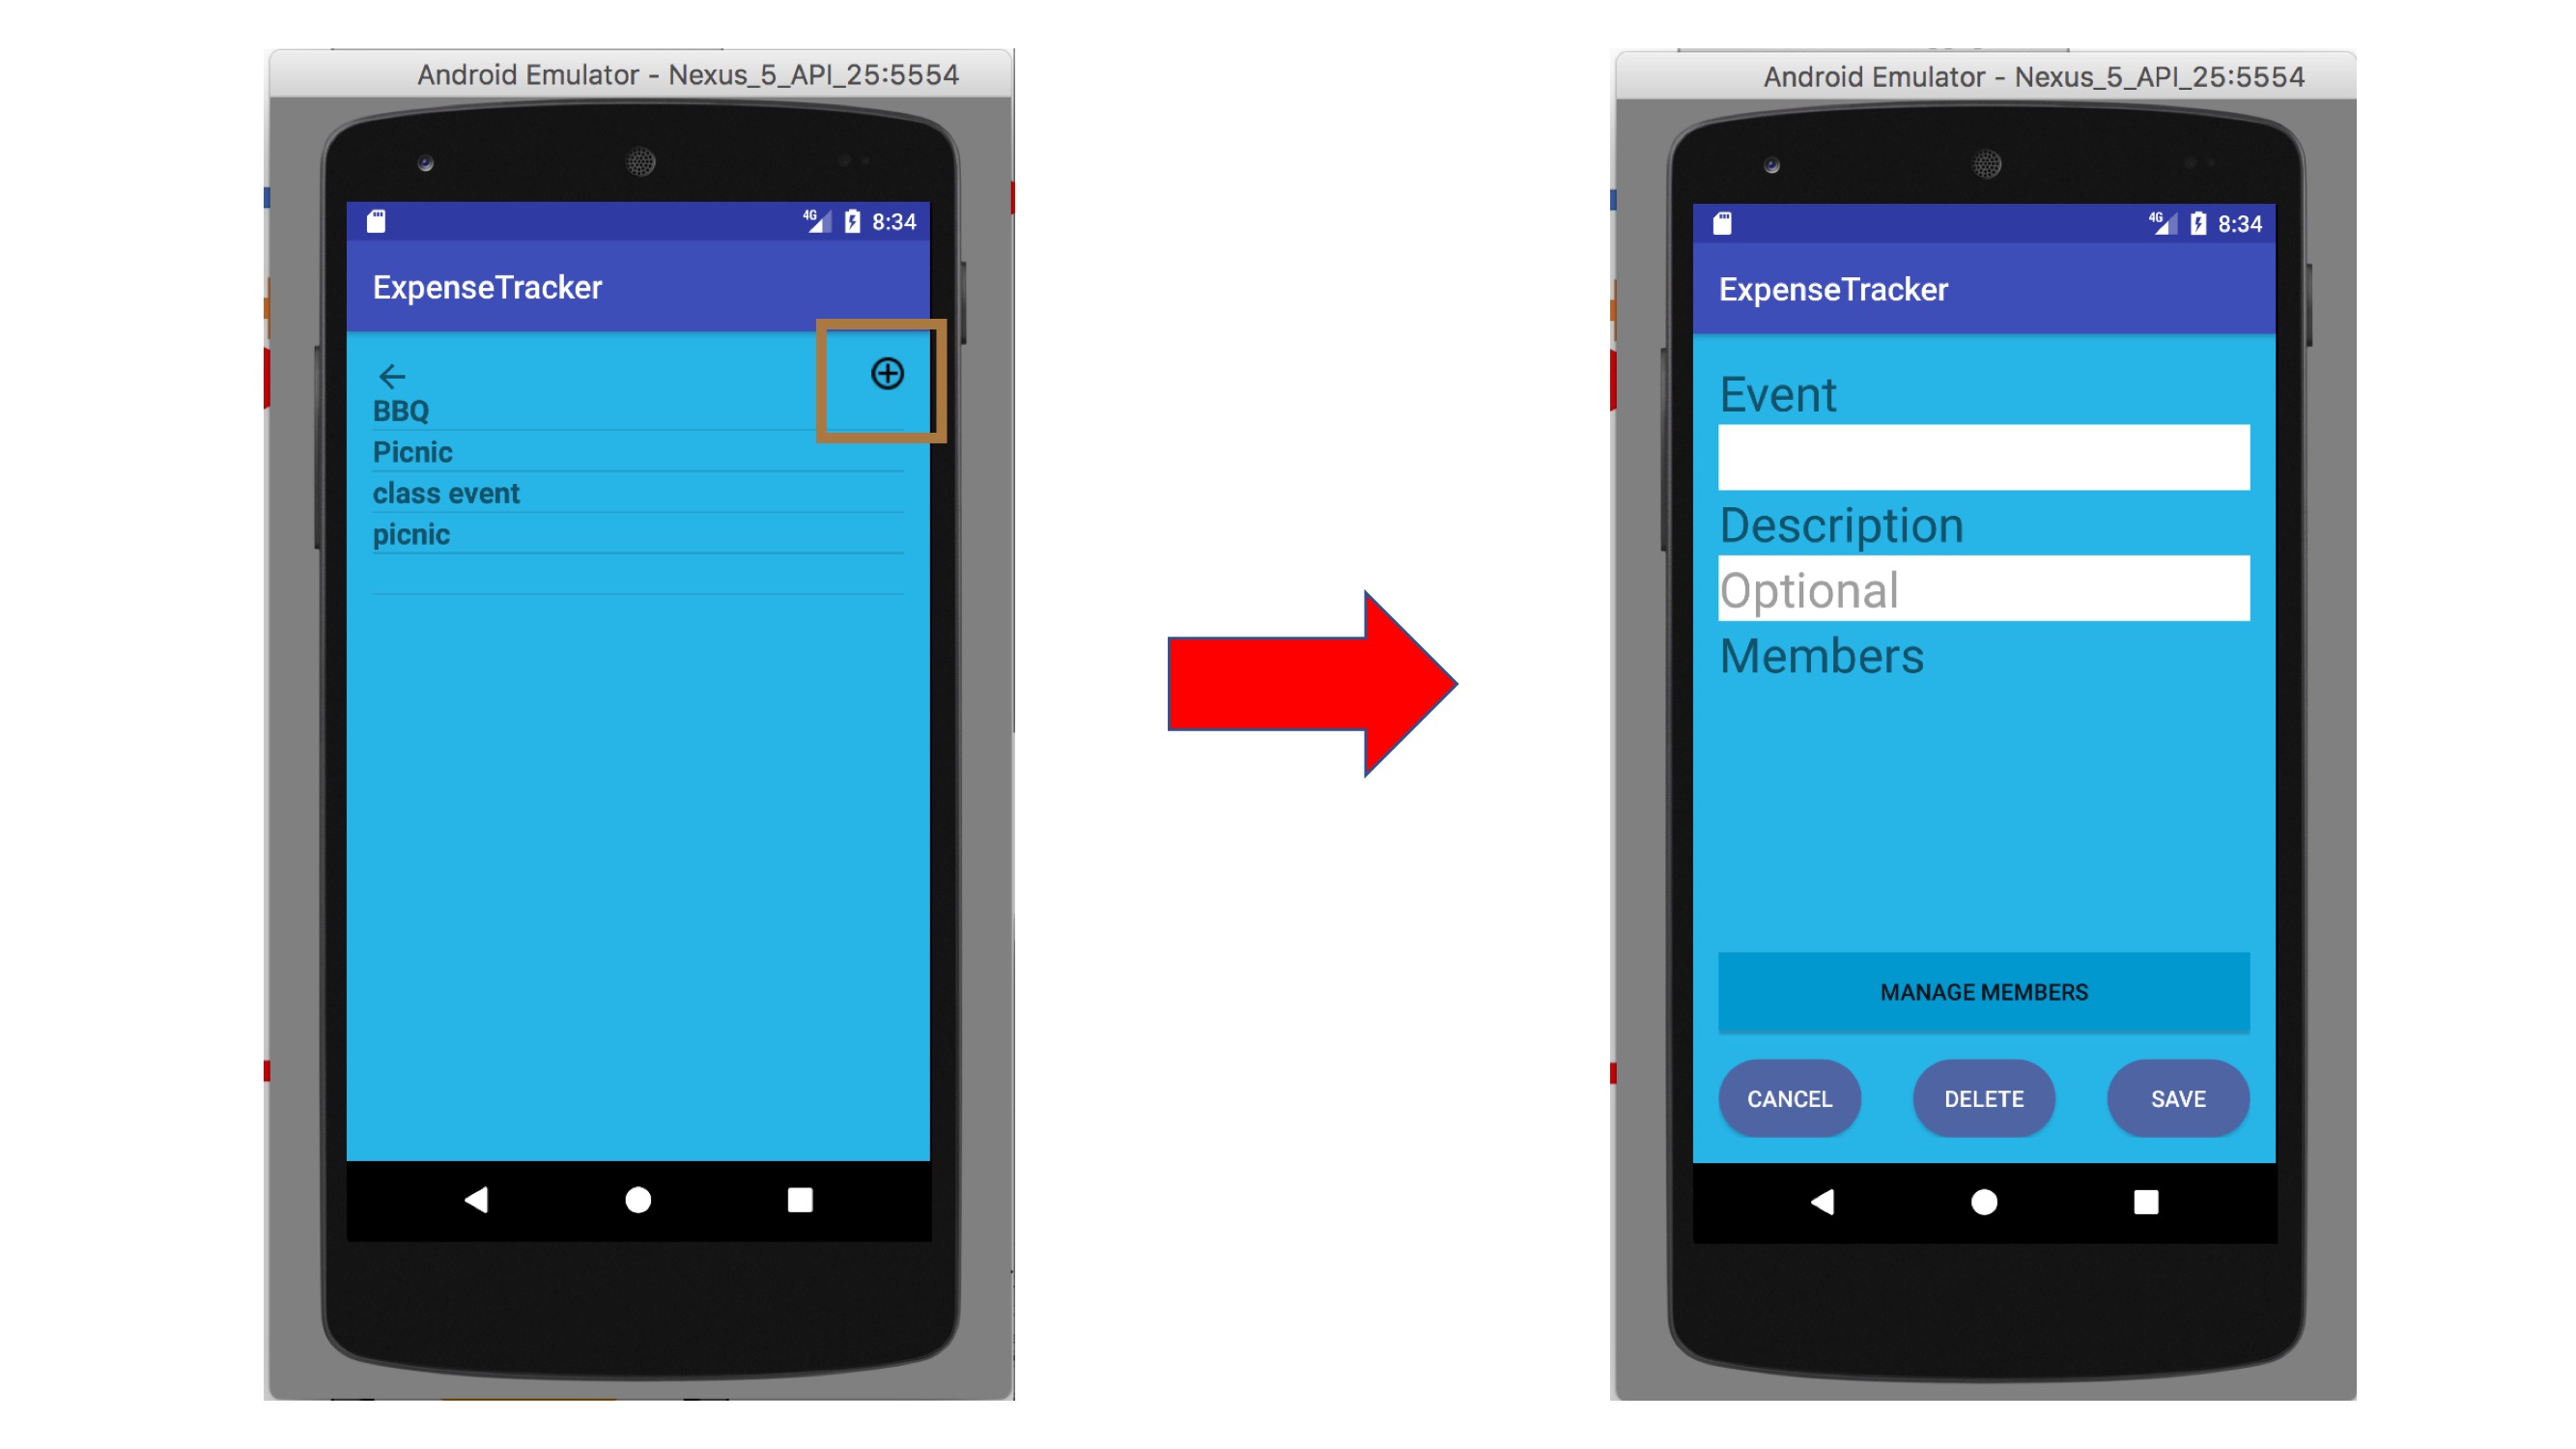 Android Emulator - Nexus_5_API_25:5554
4G 8:34
ExpenseTracker
BBQ
Picnic
class event
picnic
Android Emulator - Nexus_5_API_25:5554
4G 8:34
ExpenseTracker
Event
Description
Optional
Members
MANAGE MEMBERS
CANCEL DELETE SAVE